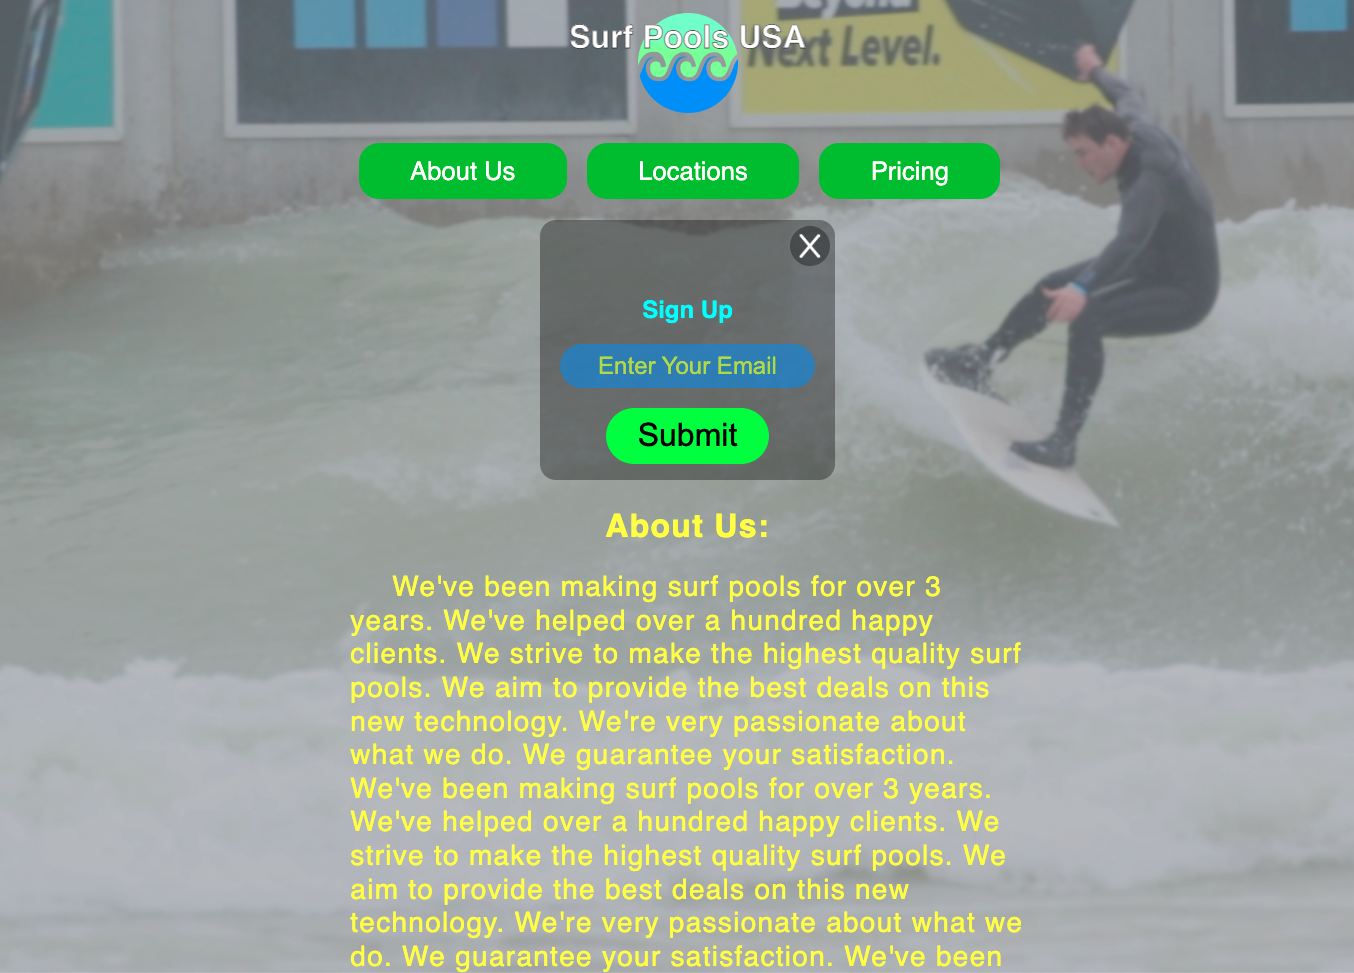 Beyond
Next Level.
Surf Pools USA
About Us
Locations
Pricing
X
Sign Up
Enter Your Email
Submit
About Us:
We've been making surf pools for over 3
years. We've helped over a hundred happy
clients. We strive to make the highest quality surf
pools. We aim to provide the best deals on this
new technology. We're very passionate about
what we do. We guarantee your satisfaction.
We've been making surf pools for over 3 years.
We've helped over a hundred happy clients. We
strive to make the highest quality surf pools. We
aim to provide the best deals on this new
technology. We're very passionate about what we
do. We guarantee your satisfaction. We've been